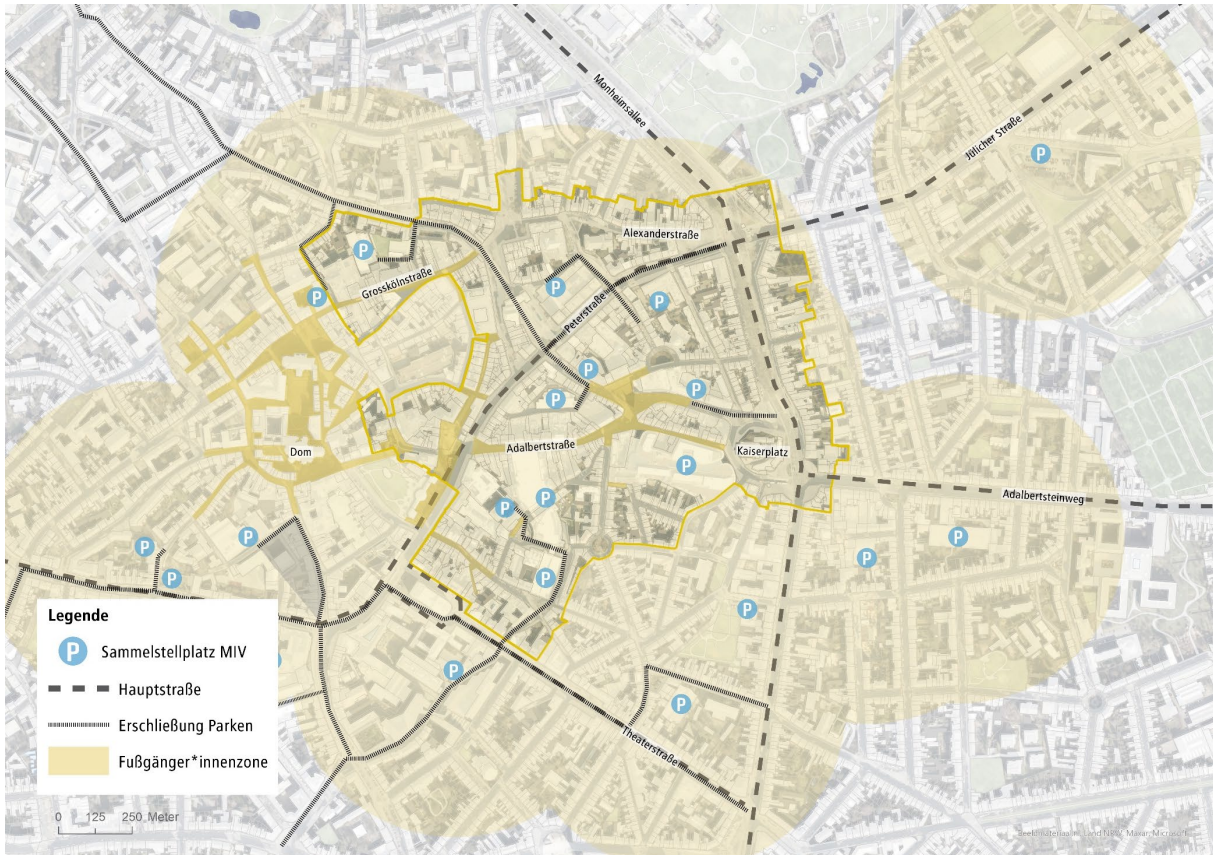 Monheimsallee
Jülicher Straße
P
Alexanderstraße
P
Grosskölnstraße
P
P
P
Peterstraße
P
P
P
Adalbertstraße
Dom
Kaiserplatz
P
P
P
Adalbertsteinweg
P
P
P
P
P
P
P
P
P
Theaterstraße
Legende
P Sammelstellplatz MIV
Hauptstraße
Erschließung Parken
Fußgänger*innenzone
0 125 250 Meter